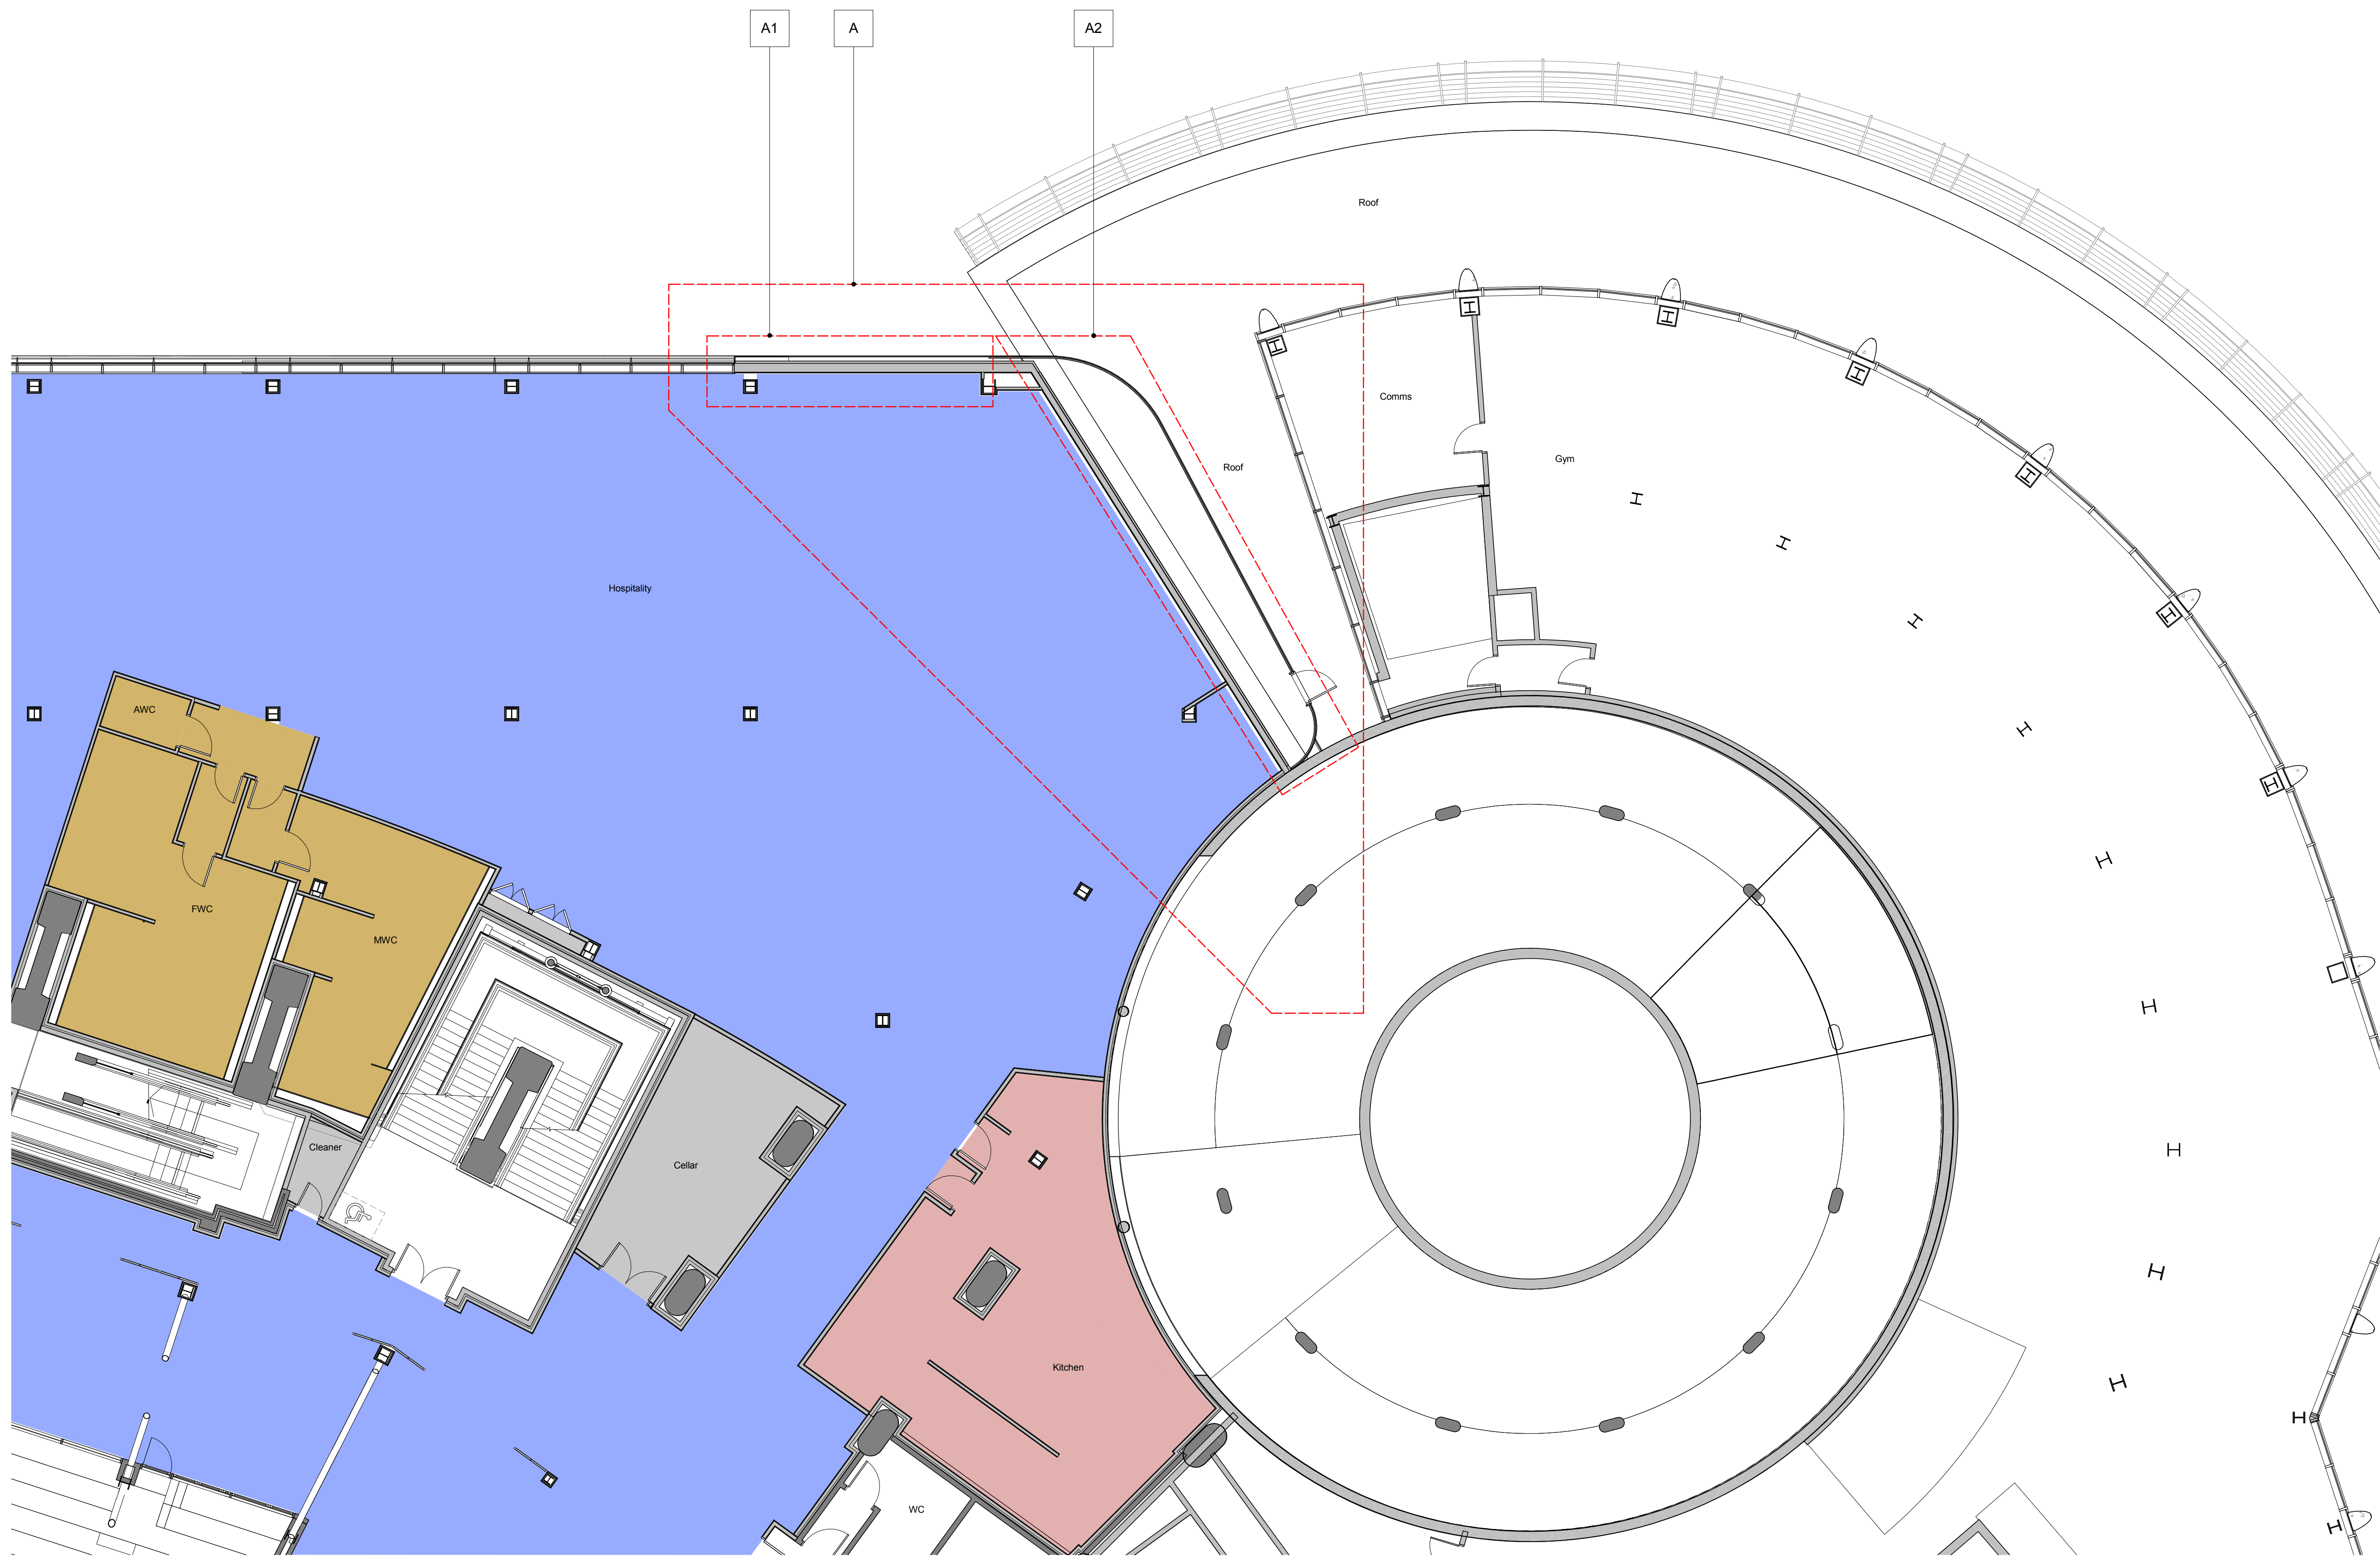 A1
A
A2
Roof
Comms
Gym
Roof
Hospitality
AWC
FWC
MWC
Cleaner
Cellar
Kitchen
WC